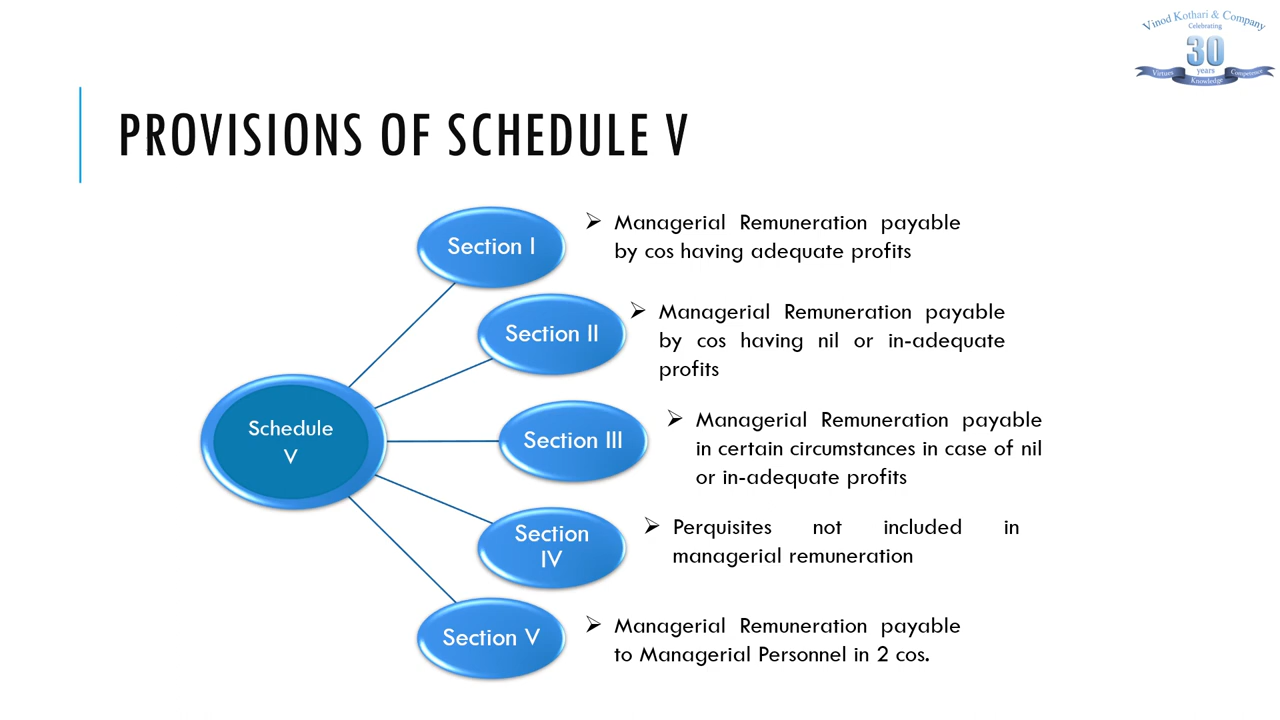 Vinod Kothari & Company
Celebrating
30
years
Virtues
Knowledge
Competence
PROVISIONS OF SCHEDULE V
Section I
➢ Managerial Remuneration payable
by cos having adequate profits
Section II
➢ Managerial Remuneration payable
by cos having nil or in-adequate
profits
Schedule
V
Section III
➢ Managerial Remuneration payable
in certain circumstances in case of nil
or in-adequate profits
Section
IV
➢ Perquisites not included in
managerial remuneration
Section V
➢ Managerial Remuneration payable
to Managerial Personnel in 2 cos.